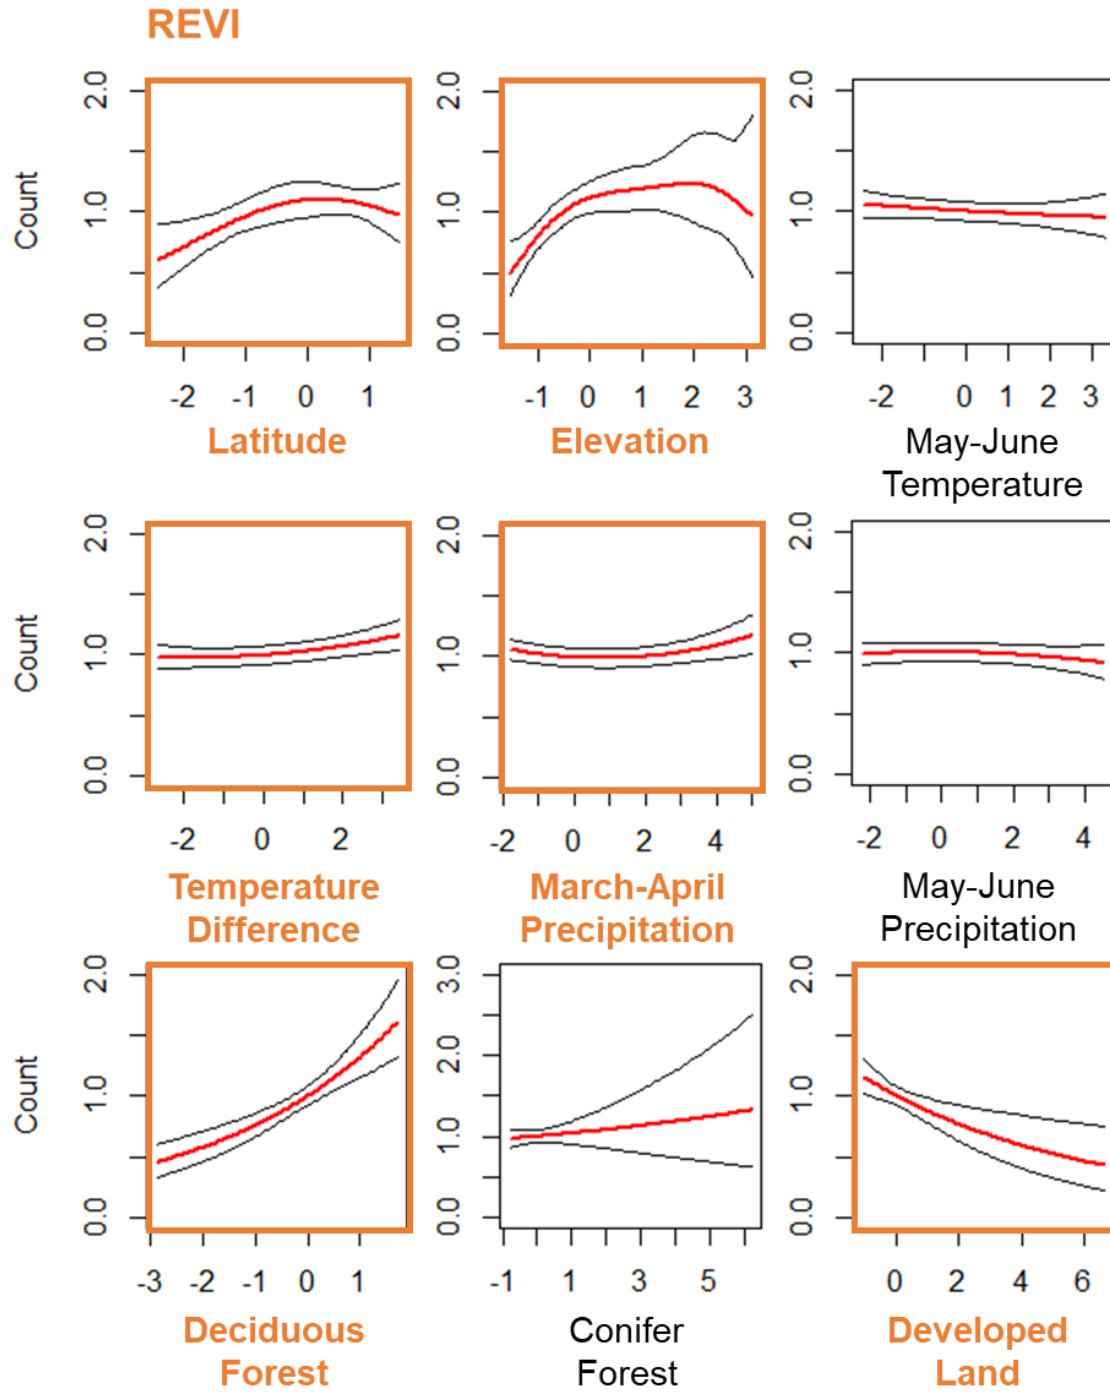 REVI
Count
2.0
1.0
0.0
-2 -1 0 1
Latitude
2.0
1.0
0.0
-1 0 1 2 3
Elevation
2.0
1.0
0.0
-2 0 1 2 3
May-June
Temperature
Count
2.0
1.0
0.0
-2 0 2
Temperature
Difference
2.0
1.0
0.0
-2 0 2 4
March-April
Precipitation
2.0
1.0
0.0
-2 0 2 4
May-June
Precipitation
Count
2.0
1.0
0.0
-3 -2 -1 0 1
Deciduous
Forest
3.0
2.0
1.0
0.0
-1 1 3 5
Conifer
Forest
2.0
1.0
0.0
0 2 4 6
Developed
Land